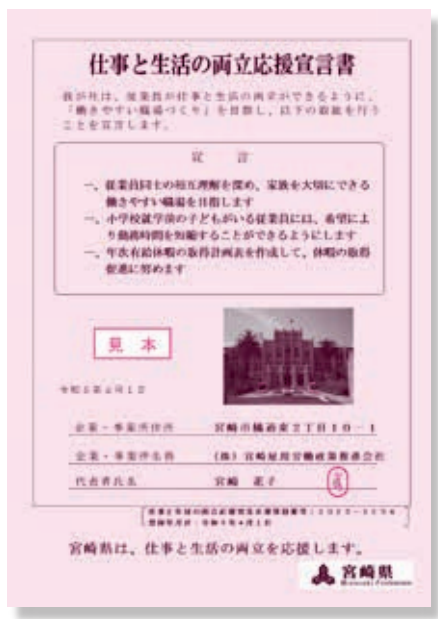 仕事と生活の両立応援宣言書
我が社は、従業員が仕事と生活の両立ができるように、
「働きやすい職場づくり」を目指し、以下の取組を行う
ことを宣言します。
宣 言
一、従業員同士の相互理解を深め、家族を大切にできる
働きやすい職場を目指します
一、小学校就学前の子どもがいる従業員には、希望によ
り勤務時間を短縮することができるようにします
一、年次有給休暇の取得計画表を作成して、休暇の取得
促進に努めます
見 本
企業・事業所住所 宮崎市橘通東2丁目10-1
企業・事業所名称
代表者氏名 宮崎 花子
宮崎県は、仕事と生活の両立を応援します。
宮崎県